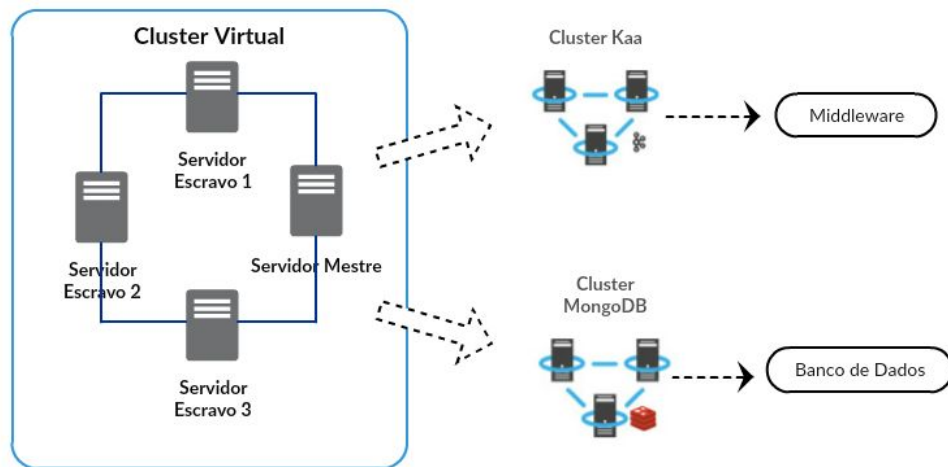 Cluster Virtual
Servidor
Escravo 1
Servidor
Escravo 2
Servidor Mestre
Servidor
Escravo 3
Cluster Kaa
Middleware
Cluster
MongoDB
Banco de Dados